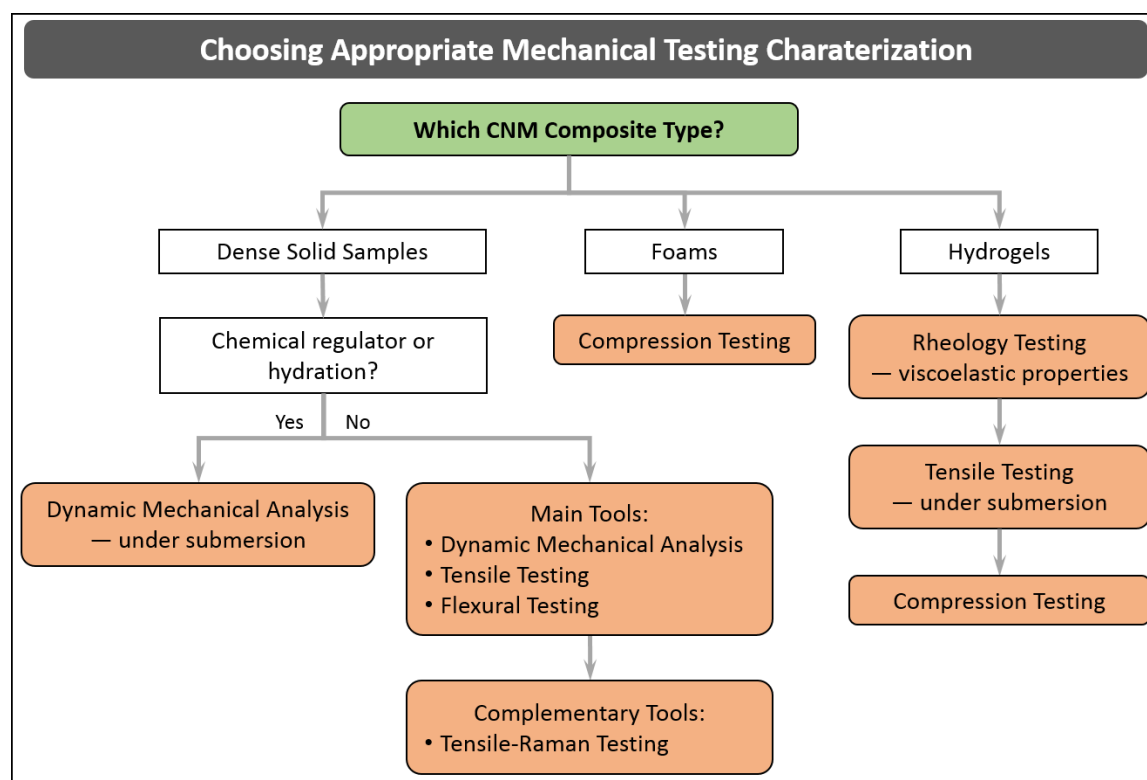 Choosing Appropriate Mechanical Testing Charaterization
Which CNM Composite Type?
Dense Solid Samples
Foams
Hydrogels
Chemical regulator or
hydration?
Compression Testing
Rheology Testing
— viscoelastic properties
Yes
No
Dynamic Mechanical Analysis
— under submersion
Main Tools:
• Dynamic Mechanical Analysis
• Tensile Testing
• Flexural Testing
Tensile Testing
— under submersion
Compression Testing
Complementary Tools:
• Tensile-Raman Testing